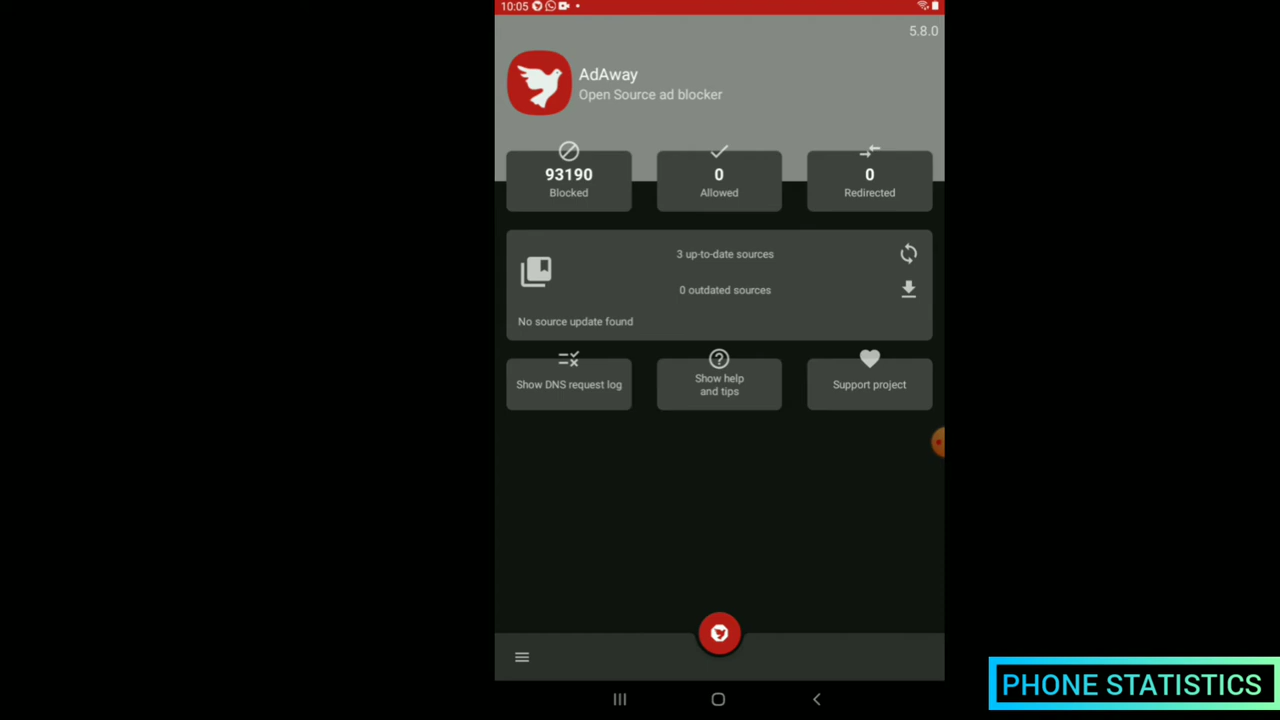 10:05
5.8.0
AdAway
Open Source ad blocker
93190
Blocked
0
Allowed
0
Redirected
3 up-to-date sources
0 outdated sources
No source update found
Show DNS request log
Show help
and tips
Support project
PHONE STATISTICS